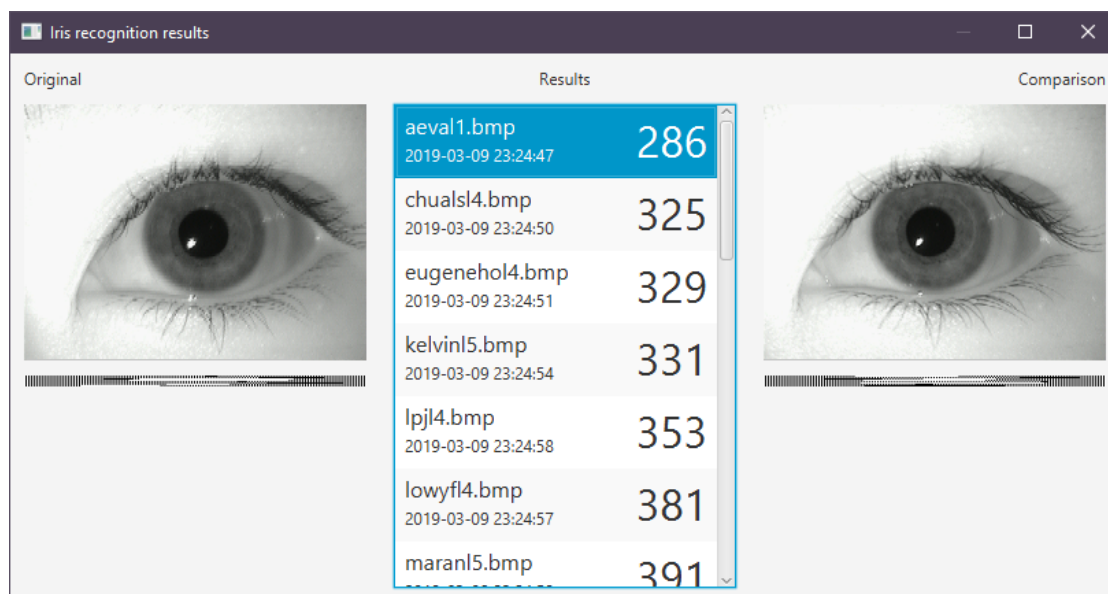 Iris recognition results
Original Results Comparison
aeval1.bmp 286
2019-03-09 23:24:47
chualsl4.bmp 325
2019-03-09 23:24:50
eugenehol4.bmp 329
2019-03-09 23:24:51
kelvinl5.bmp 331
2019-03-09 23:24:54
lpjl4.bmp 353
2019-03-09 23:24:58
lowyfl4.bmp 381
2019-03-09 23:24:57
maranl5.bmp 391